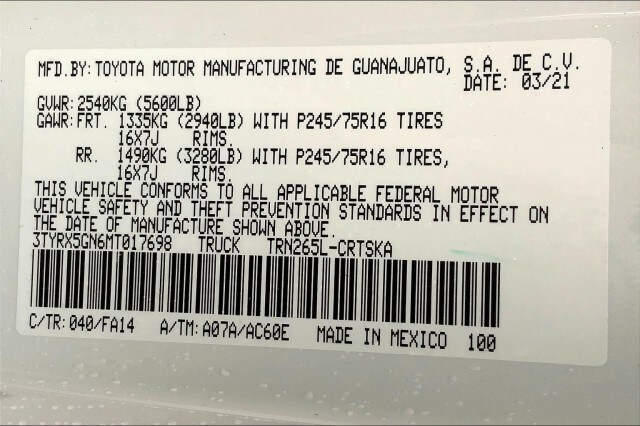 MFD.BY:TOYOTA MOTOR MANUFACTURING DE GUANAJUATO, S.A. DE C.V.
DATE: 03/21
GVWR:2540KG (5600LB)
GAWR:FRT. 1335KG (2940LB) WITH P245/75R16 TIRES
16X7J RIMS.
RR. 1490KG (3280LB) WITH P245/75R16 TIRES,
16X7J RIMS.
THIS VEHICLE CONFORMS TO ALL APPLICABLE FEDERAL MOTOR
VEHICLE SAFETY AND THEFT PREVENTION STANDARDS IN EFFECT ON
THE DATE OF MANUFACTURE SHOWN ABOVE.
3TYRX5GN6MT017698 TRUCK TRN265L-CRTSKA
C/TR:040/FA14 A/TM:A07A/AC60E MADE IN MEXICO 100